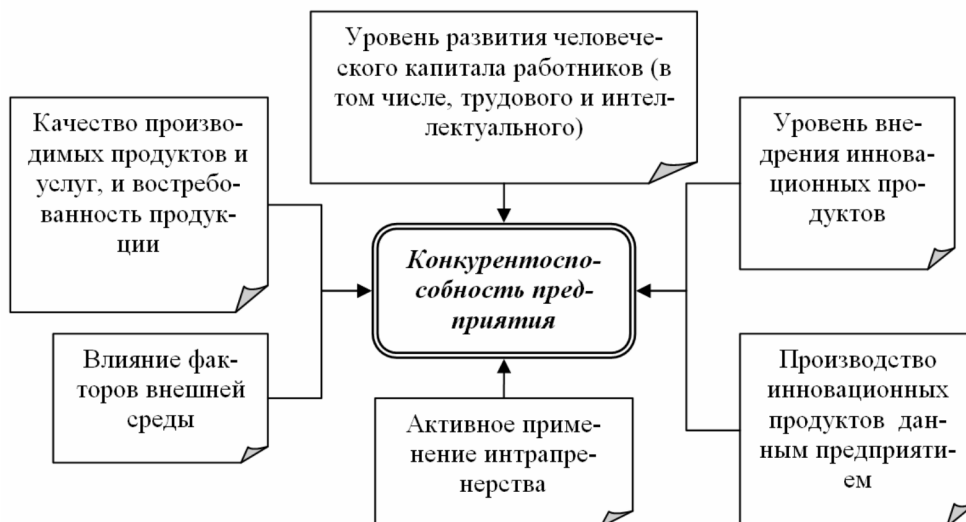 Уровень развития человече-
ского капитала работников (в
том числе, трудового и интел-
лектуального)
Качество произво-
димых продуктов и
услуг, и востребо-
ванность продук-
ции
Уровень вне-
дрения иннова-
ционных про-
дуктов
Конкурентоспо-
собность пред-
приятия
Влияние фак-
торов внешней
среды
Активное приме-
нение интрапре-
нерства
Производство
инновационных
продуктов дан-
ным предприяти-
ем